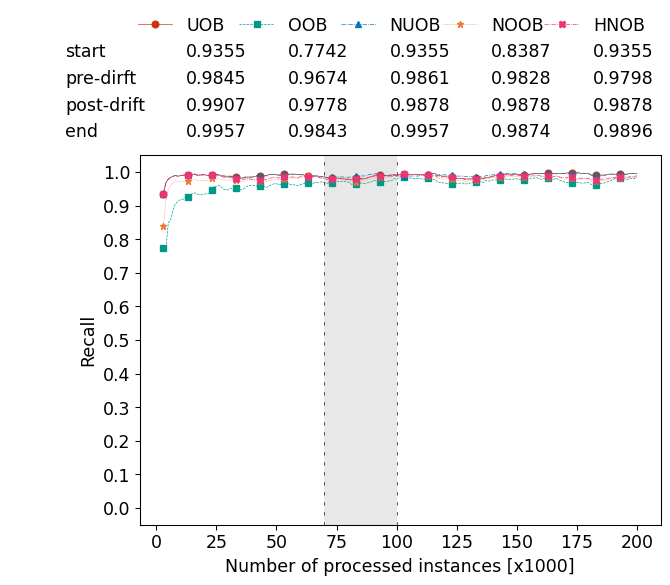 UOB OOB NUOB NOOB HNOB
start 0.9355 0.7742 0.9355 0.8387 0.9355
pre-dirft 0.9845 0.9674 0.9861 0.9828 0.9798
post-drift 0.9907 0.9778 0.9878 0.9878 0.9878
end 0.9957 0.9843 0.9957 0.9874 0.9896
1.0
0.9
0.8
0.7
0.6
0.5
0.4
0.3
0.2
0.1
0.0
Recall
0 25 50 75 100 125 150 175 200
Number of processed instances [x1000]